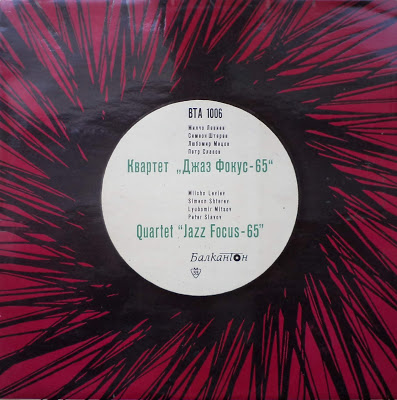 BTA 1006
Милчо Левиев
Симеон Щерев
Любомир Мицов
Петр Славов
Квартет „Джаз Фокус-65“
Milcho Leviev
Simeon Shterev
Lyubomir Mitsov
Peter Slavov
Quartet “Jazz Focus-65”
Балкантон